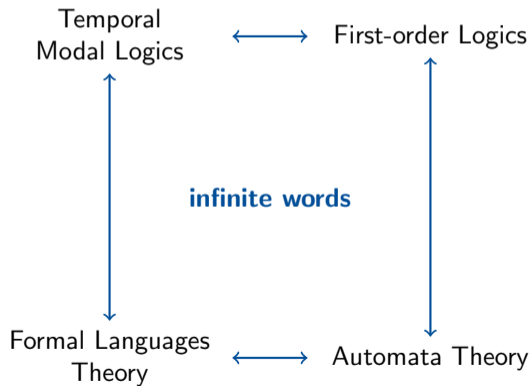 Temporal
Modal Logics
First-order Logics
infinite words
Formal Languages
Theory
Automata Theory